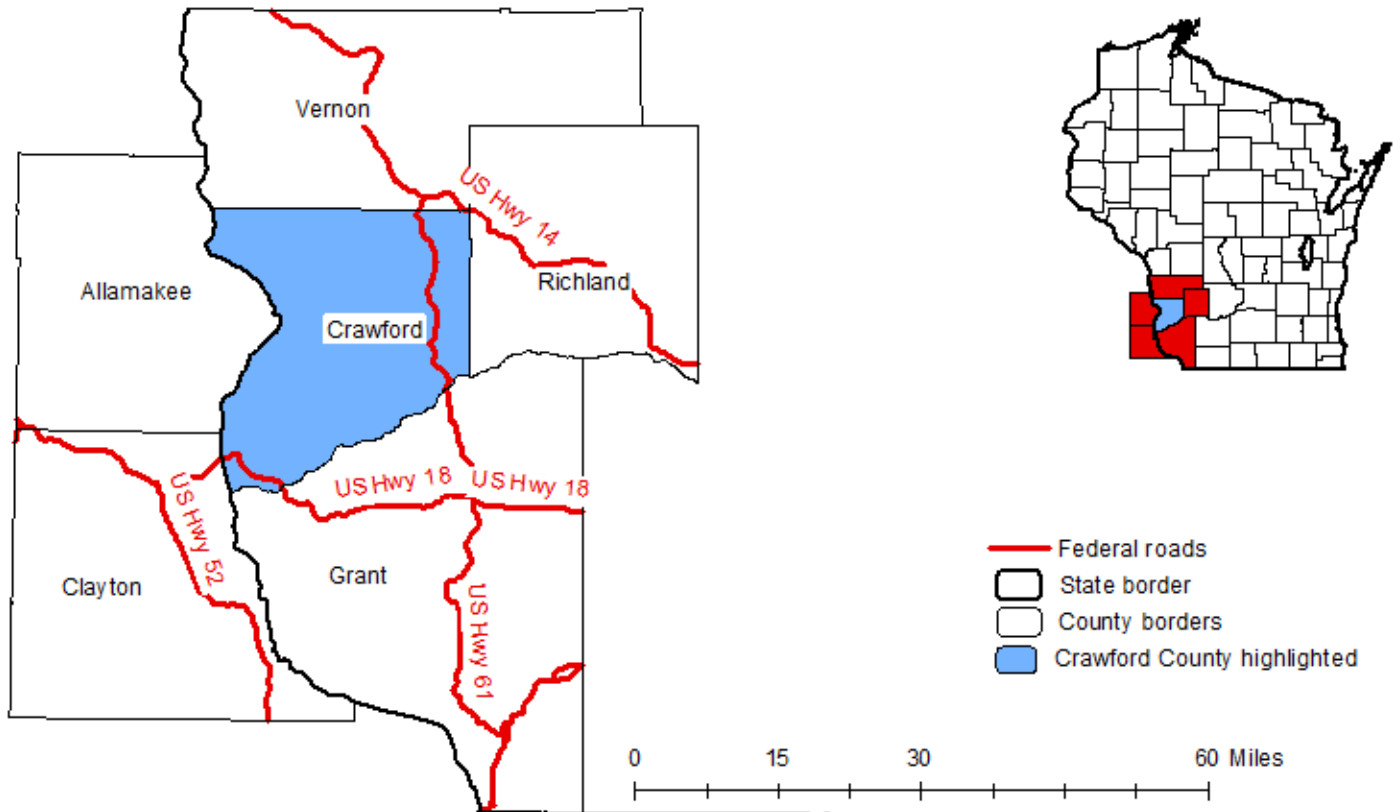 Vernon
US Hwy 14
Allamakee
Richland
Crawford
US Hwy 18
US Hwy 18
US Hwy 52
Grant
Clayton
US Hwy 61
Federal roads
State border
County borders
Crawford County highlighted
0 15 30 60 Miles